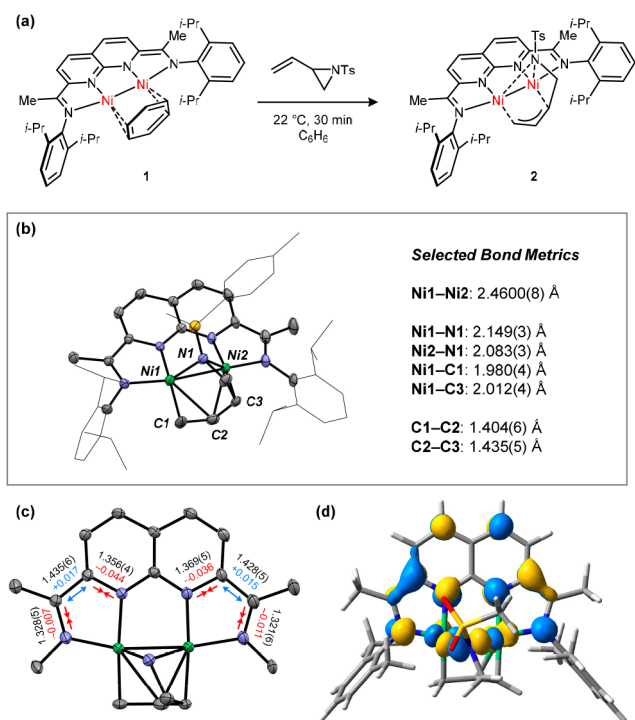 (a)
Me
i-Pr
i-Pr
Ni
Ni
N
N
N
N
Me
i-Pr
i-Pr
1
NTs
22 °C, 30 min
C6H6
Ts
Me
i-Pr
i-Pr
N
N
N
N
N
Ni
Ni
Me
i-Pr
i-Pr
2
(b)
Ni1
N1
Ni2
C3
C1
C2
Selected Bond Metrics
Ni1–Ni2: 2.4600(8) Å
Ni1–N1: 2.149(3) Å
Ni2–N1: 2.083(3) Å
Ni1–C1: 1.980(4) Å
Ni1–C3: 2.012(4) Å
C1–C2: 1.404(6) Å
C2–C3: 1.435(5) Å
(c)
1.435(6)
+0.017
1.356(4)
–0.044
1.369(5)
–0.036
1.428(5)
+0.015
1.328(5)
–0.007
1.321(6)
–0.011
(d)